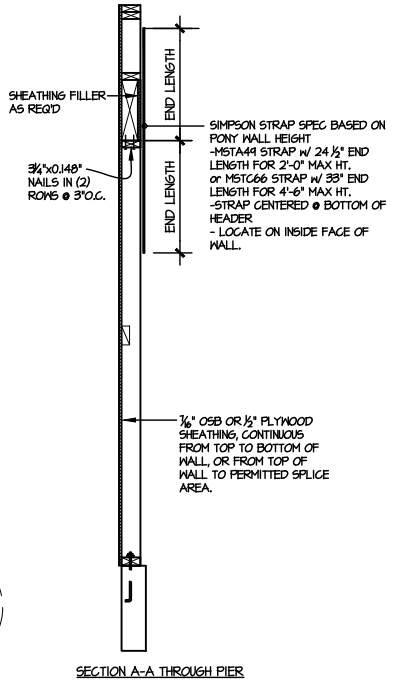 END LENGTH
SHEATHING FILLER
AS REQ'D
SIMPSON STRAP SPEC BASED ON
PONY WALL HEIGHT
-MSTA49 STRAP W/ 24 1/2" END
LENGTH FOR 2'-0" MAX HT.
or MSTC66 STRAP W/ 33" END
LENGTH FOR 4'-6" MAX HT.
-STRAP CENTERED @ BOTTOM OF
HEADER
- LOCATE ON INSIDE FACE OF
WALL.
3 1/4"x0.148"
NAILS IN (2)
ROWS @ 3"O.C.
END LENGTH
7/16" OSB OR 1/2" PLYWOOD
SHEATHING, CONTINUOUS
FROM TOP TO BOTTOM OF
WALL, OR FROM TOP OF
WALL TO PERMITTED SPLICE
AREA.
SECTION A-A THROUGH PIER